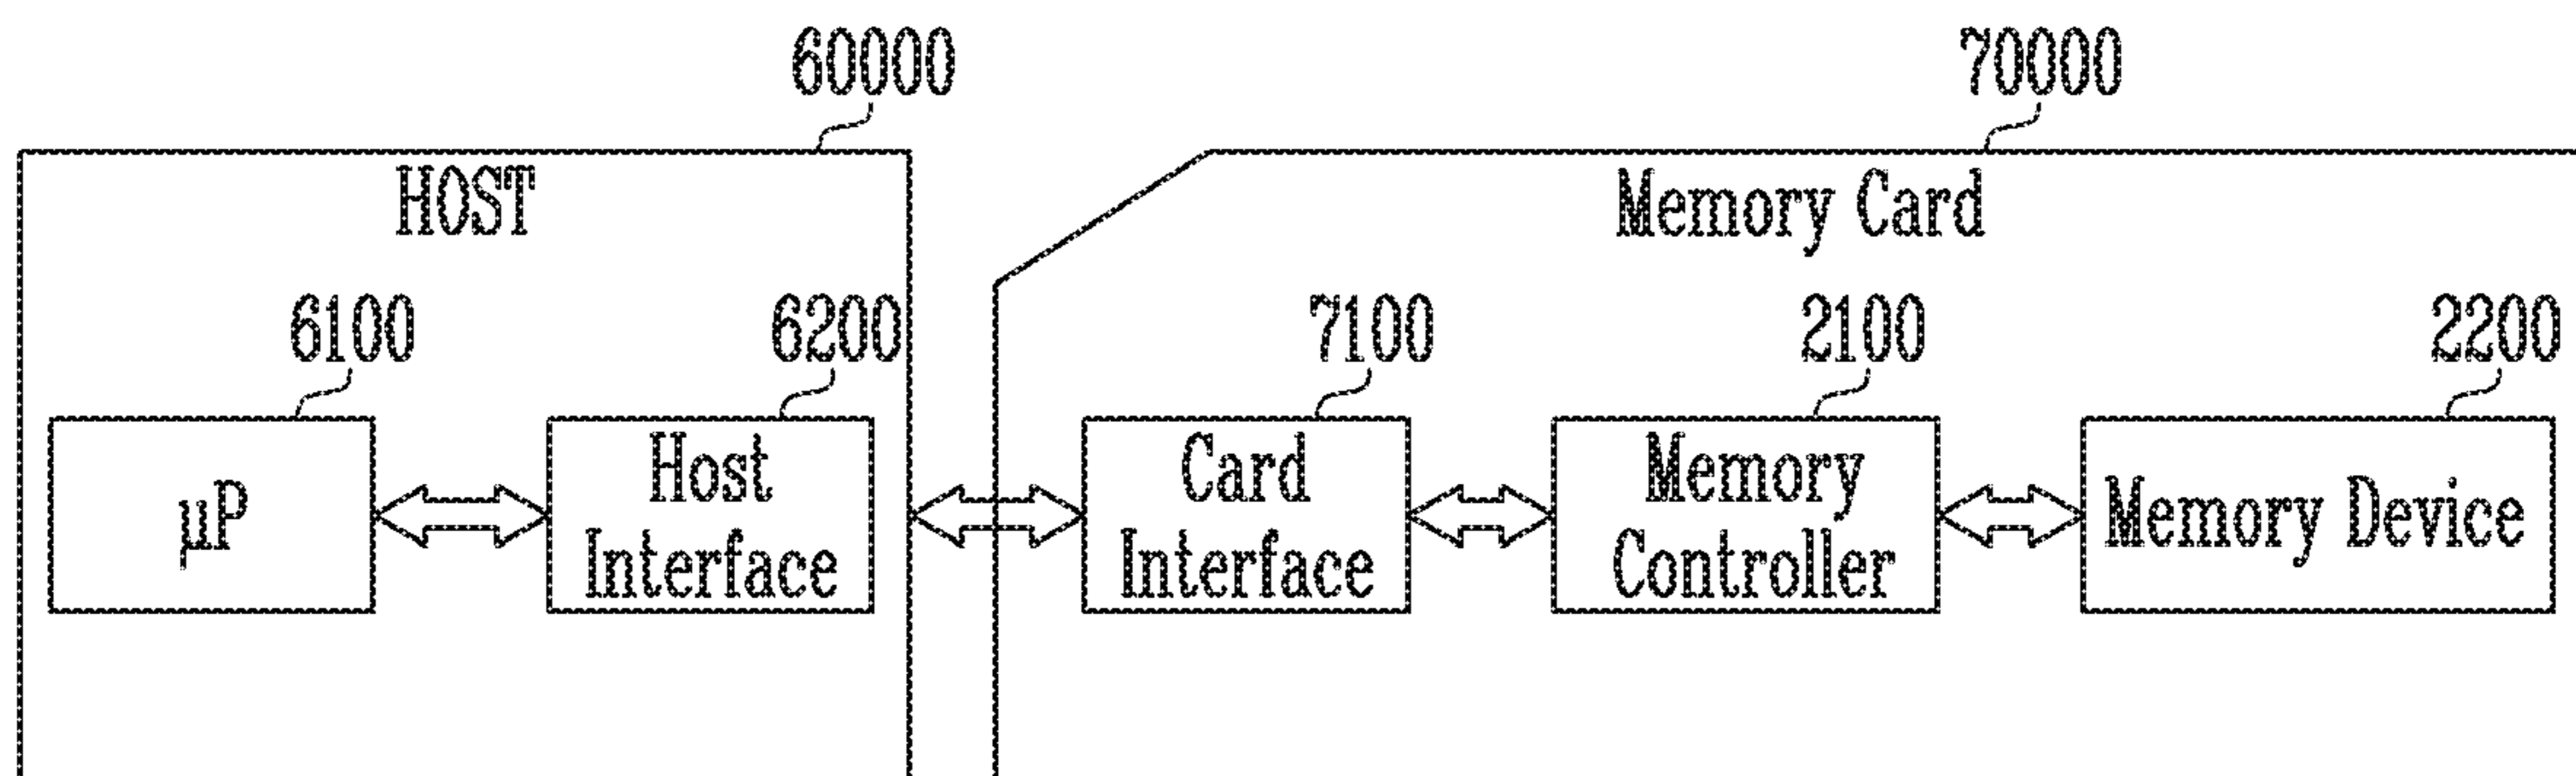 60000
70000
HOST
Memory Card
6100
6200
7100
2100
2200
µP
Host
Interface
Card
Interface
Memory
Controller
Memory Device